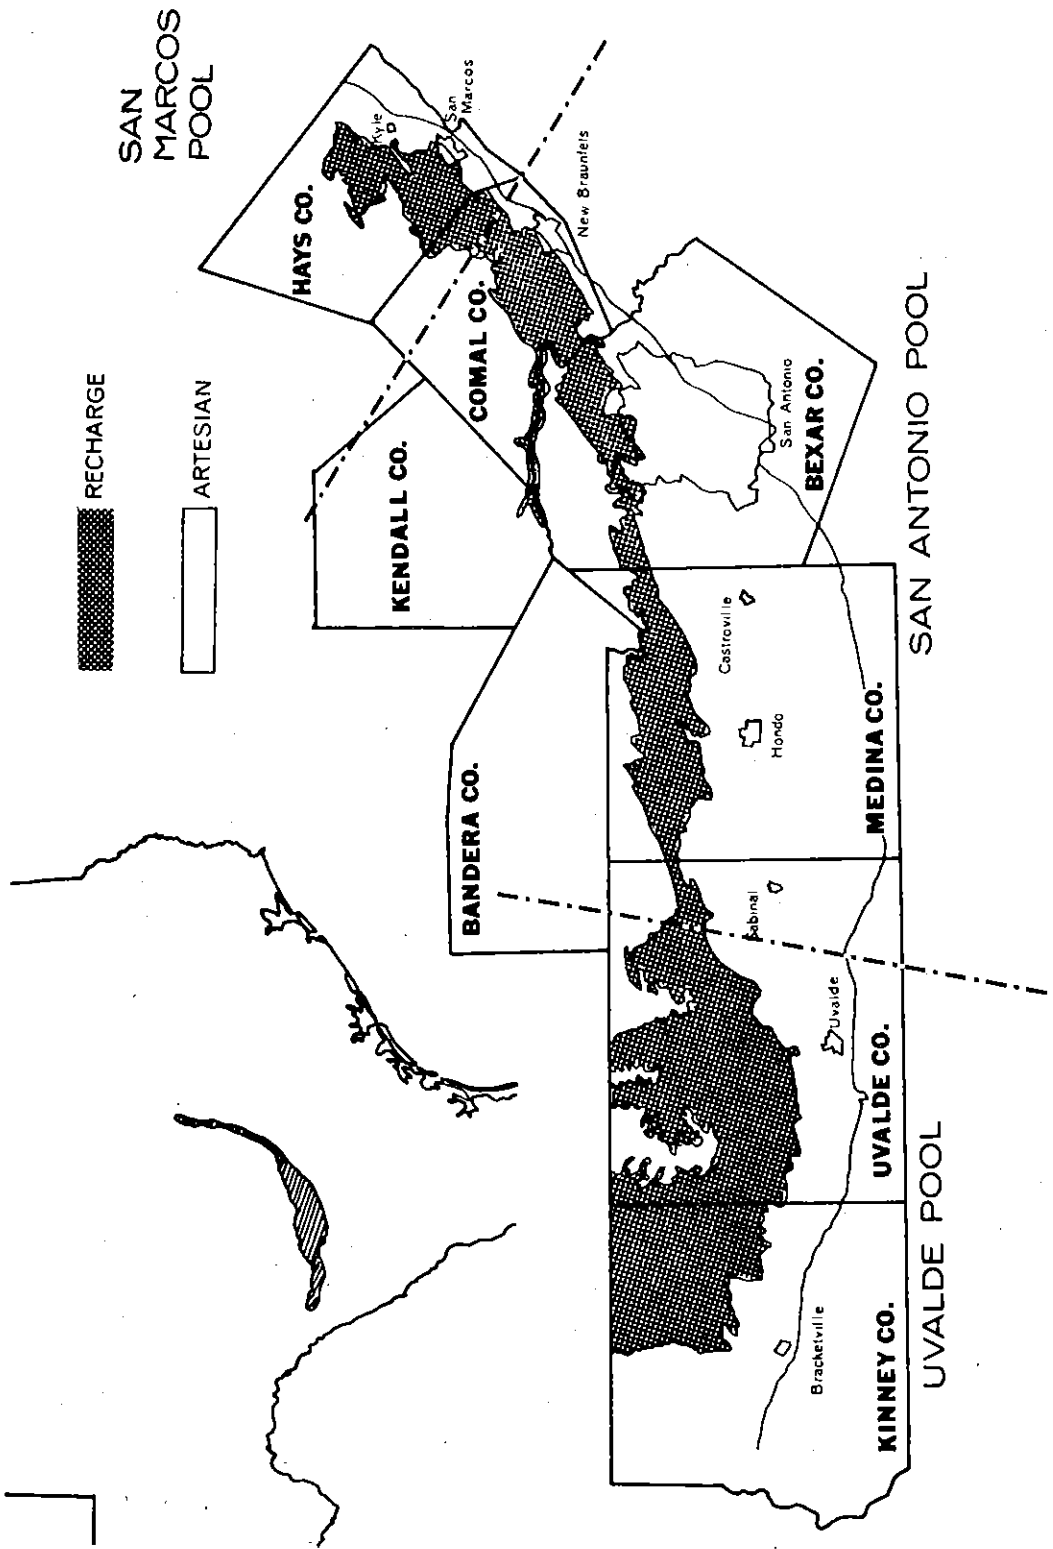 SAN
MARCOS
POOL
RECHARGE
ARTESIAN
HAYS CO.
Kyle
San
Marcos
COMAL CO.
New Braunfels
KENDALL CO.
BEXAR CO.
San Antonio
BANDERA CO.
MEDINA CO.
Castroville
Hondo
SAN ANTONIO POOL
UVALDE CO.
Sabinal
Uvalde
KINNEY CO.
Bracketville
UVALDE POOL